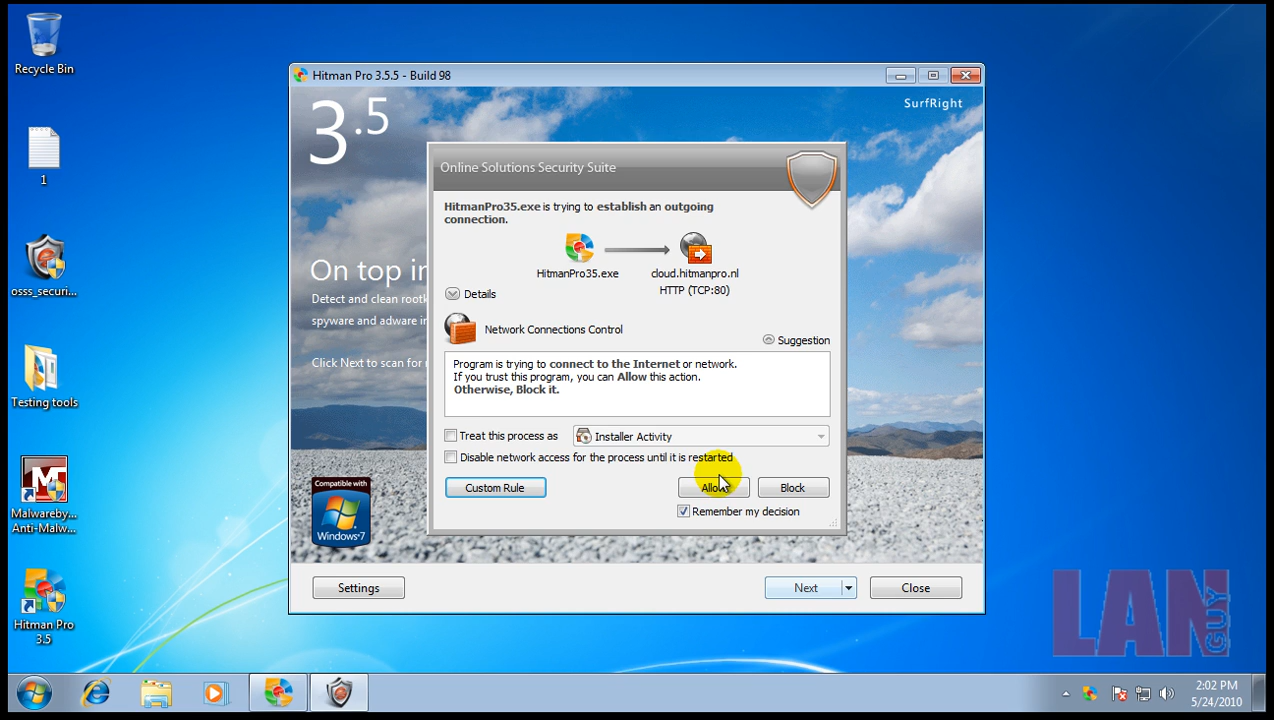 Recycle Bin
1
osss_securi...
Testing tools
Malwareby...
Anti-Malw...
Hitman Pro
3.5
Hitman Pro 3.5.5 - Build 98
3.5
SurfRight
On top in
Detect and clean rootk
spyware and adware in
Click Next to scan for
Compatible with
Windows 7
Online Solutions Security Suite
HitmanPro35.exe is trying to establish an outgoing
connection.
HitmanPro35.exe
cloud.hitmanpro.nl
HTTP (TCP:80)
Details
Network Connections Control
Suggestion
Program is trying to connect to the Internet or network.
If you trust this program, you can Allow this action.
Otherwise, Block it.
Treat this process as
Installer Activity
Disable network access for the process until it is restarted
Custom Rule
Allow
Block
Remember my decision
Settings
Next
Close
LAN
GUY
2:02 PM
5/24/2010